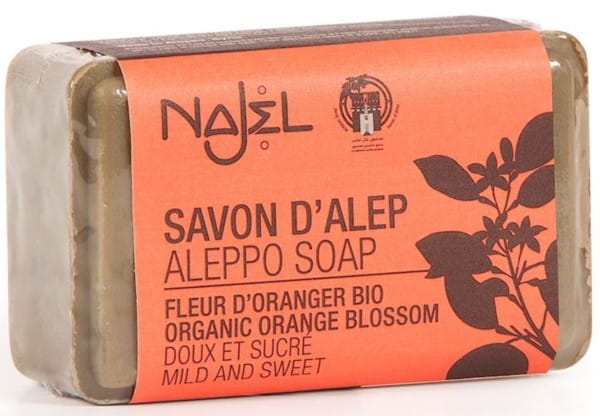 NAJEL
SAVON D'ALEP
ALEPPO SOAP
FLEUR D'ORANGER BIO
ORGANIC ORANGE BLOSSOM
DOUX ET SUCRÉ
MILD AND SWEET